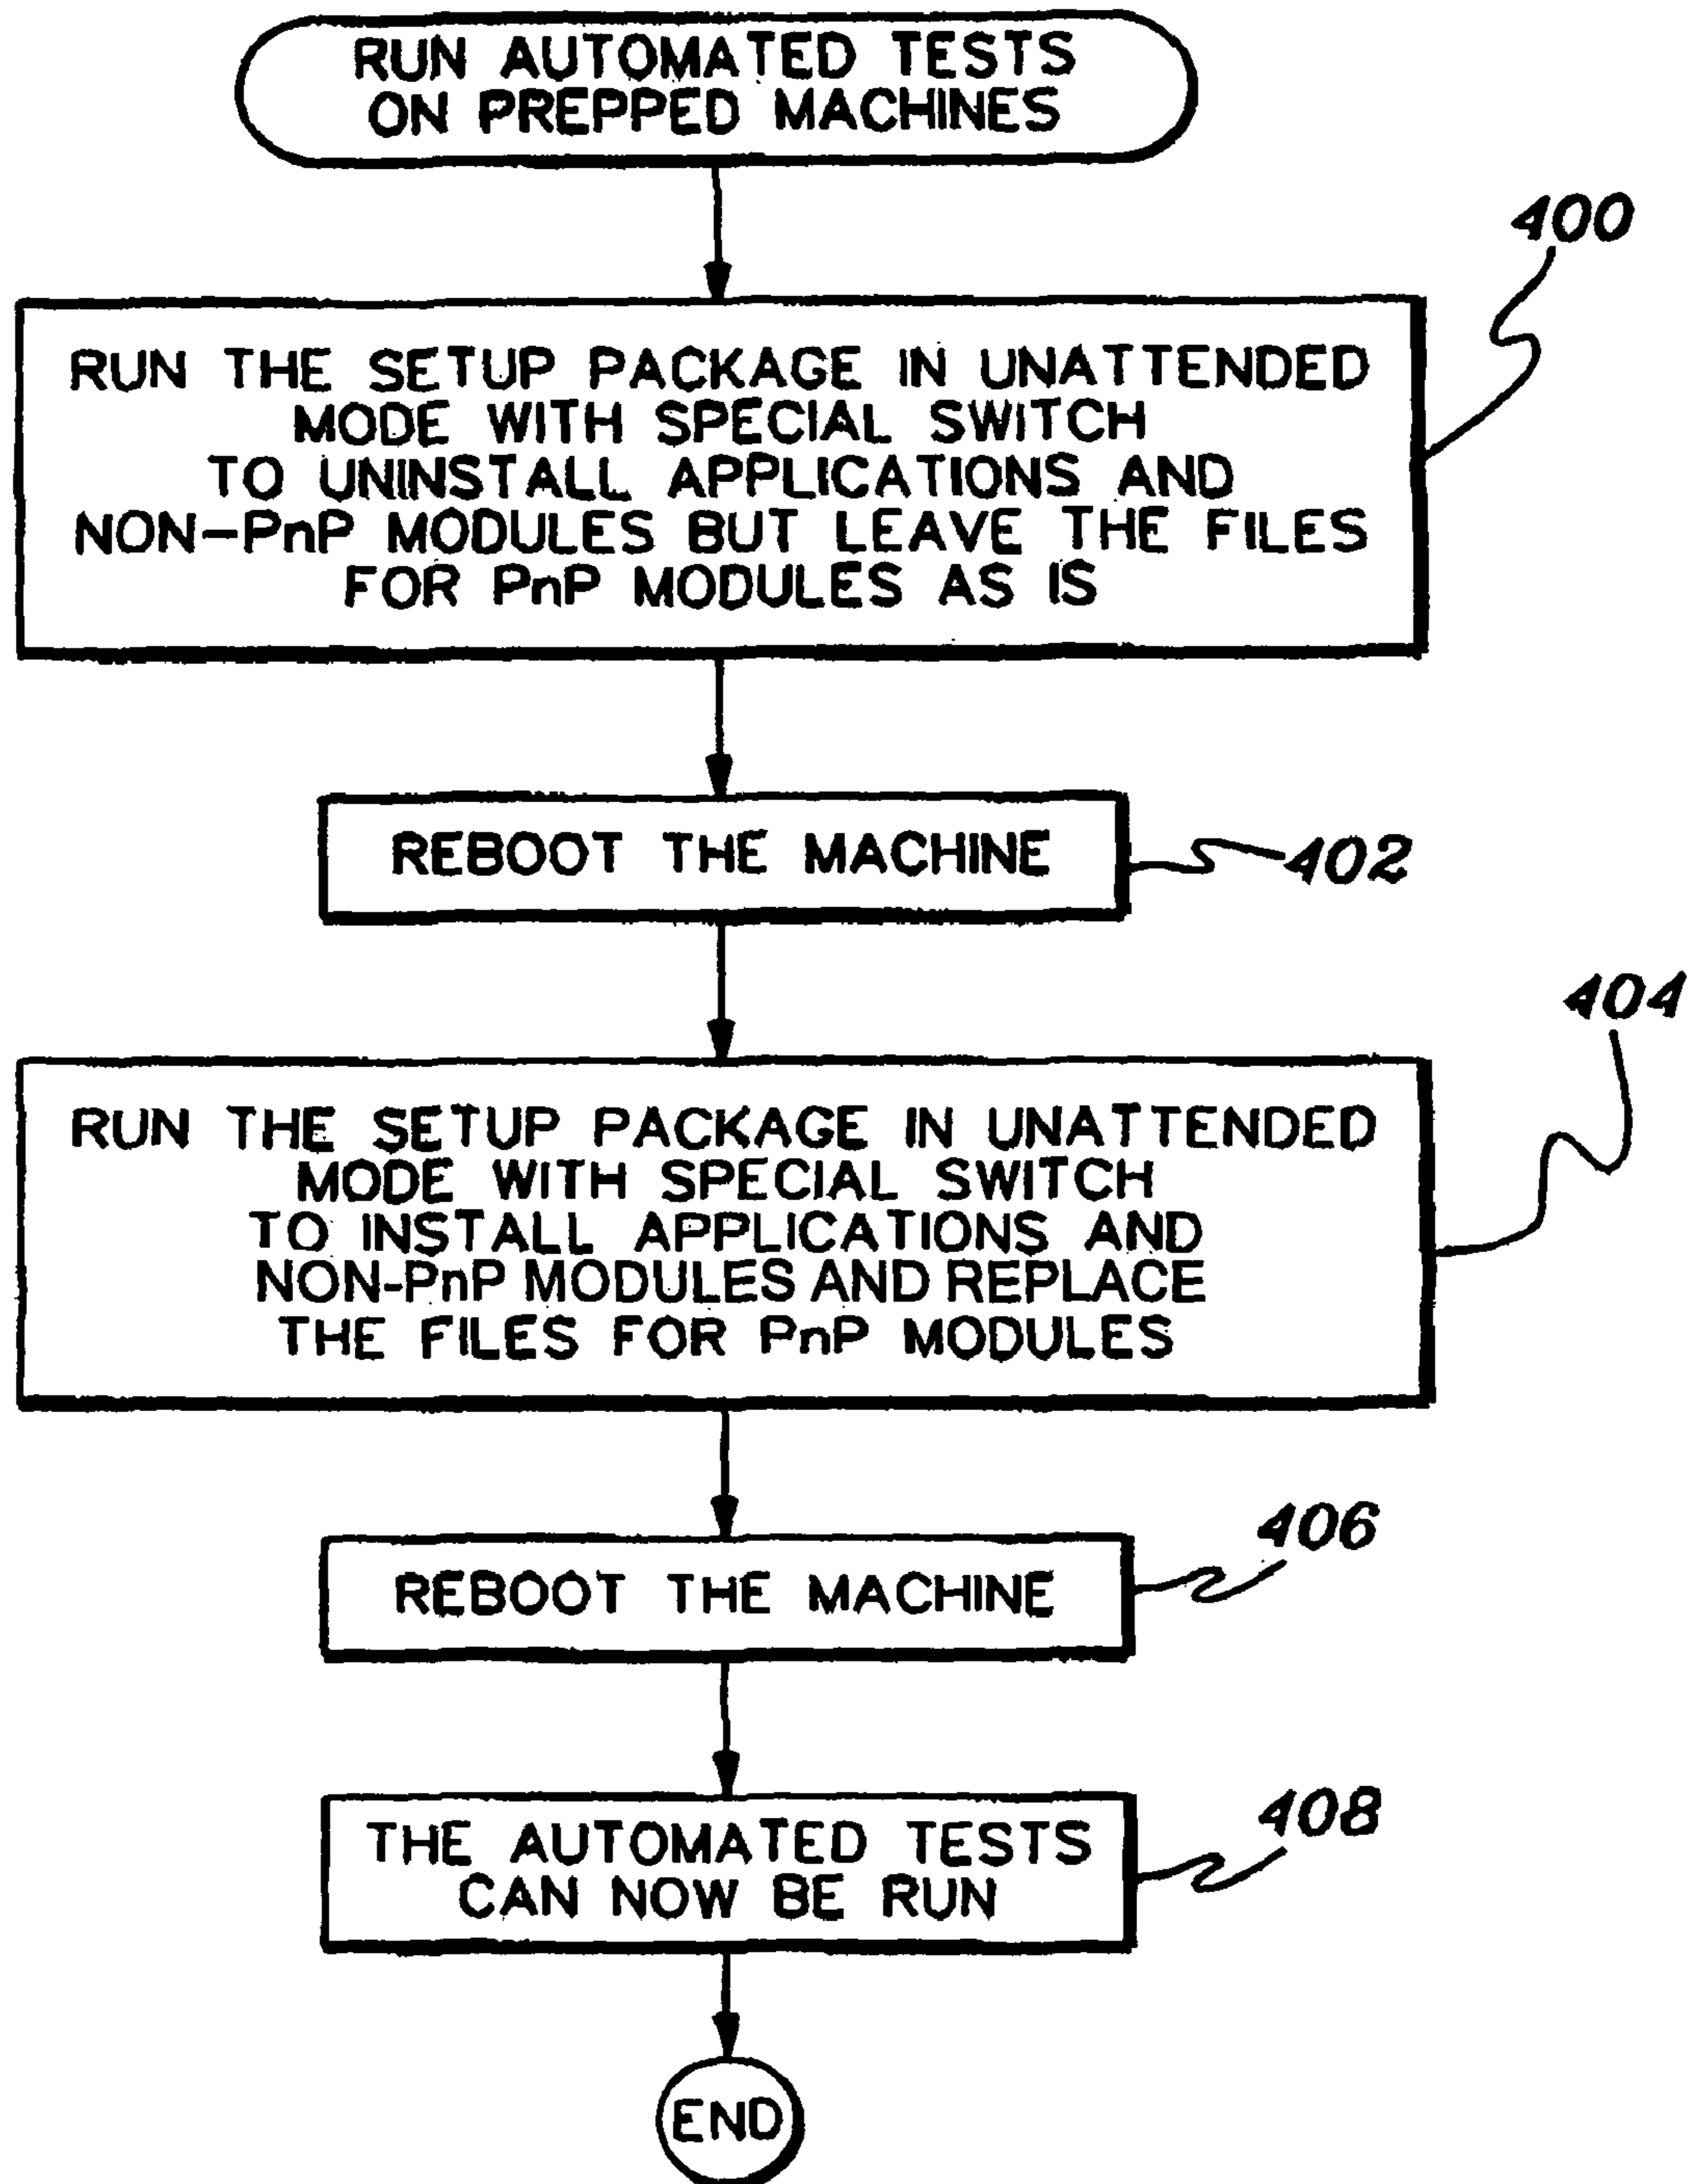 RUN AUTOMATED TESTS
ON PREPPED MACHINES
400
RUN THE SETUP PACKAGE IN UNATTENDED
MODE WITH SPECIAL SWITCH
TO UNINSTALL APPLICATIONS AND
NON-PnP MODULES BUT LEAVE THE FILES
FOR PnP MODULES AS IS
REBOOT THE MACHINE
402
404
RUN THE SETUP PACKAGE IN UNATTENDED
MODE WITH SPECIAL SWITCH
TO INSTALL APPLICATIONS AND
NON-PnP MODULES AND REPLACE
THE FILES FOR PnP MODULES
406
REBOOT THE MACHINE
408
THE AUTOMATED TESTS
CAN NOW BE RUN
END